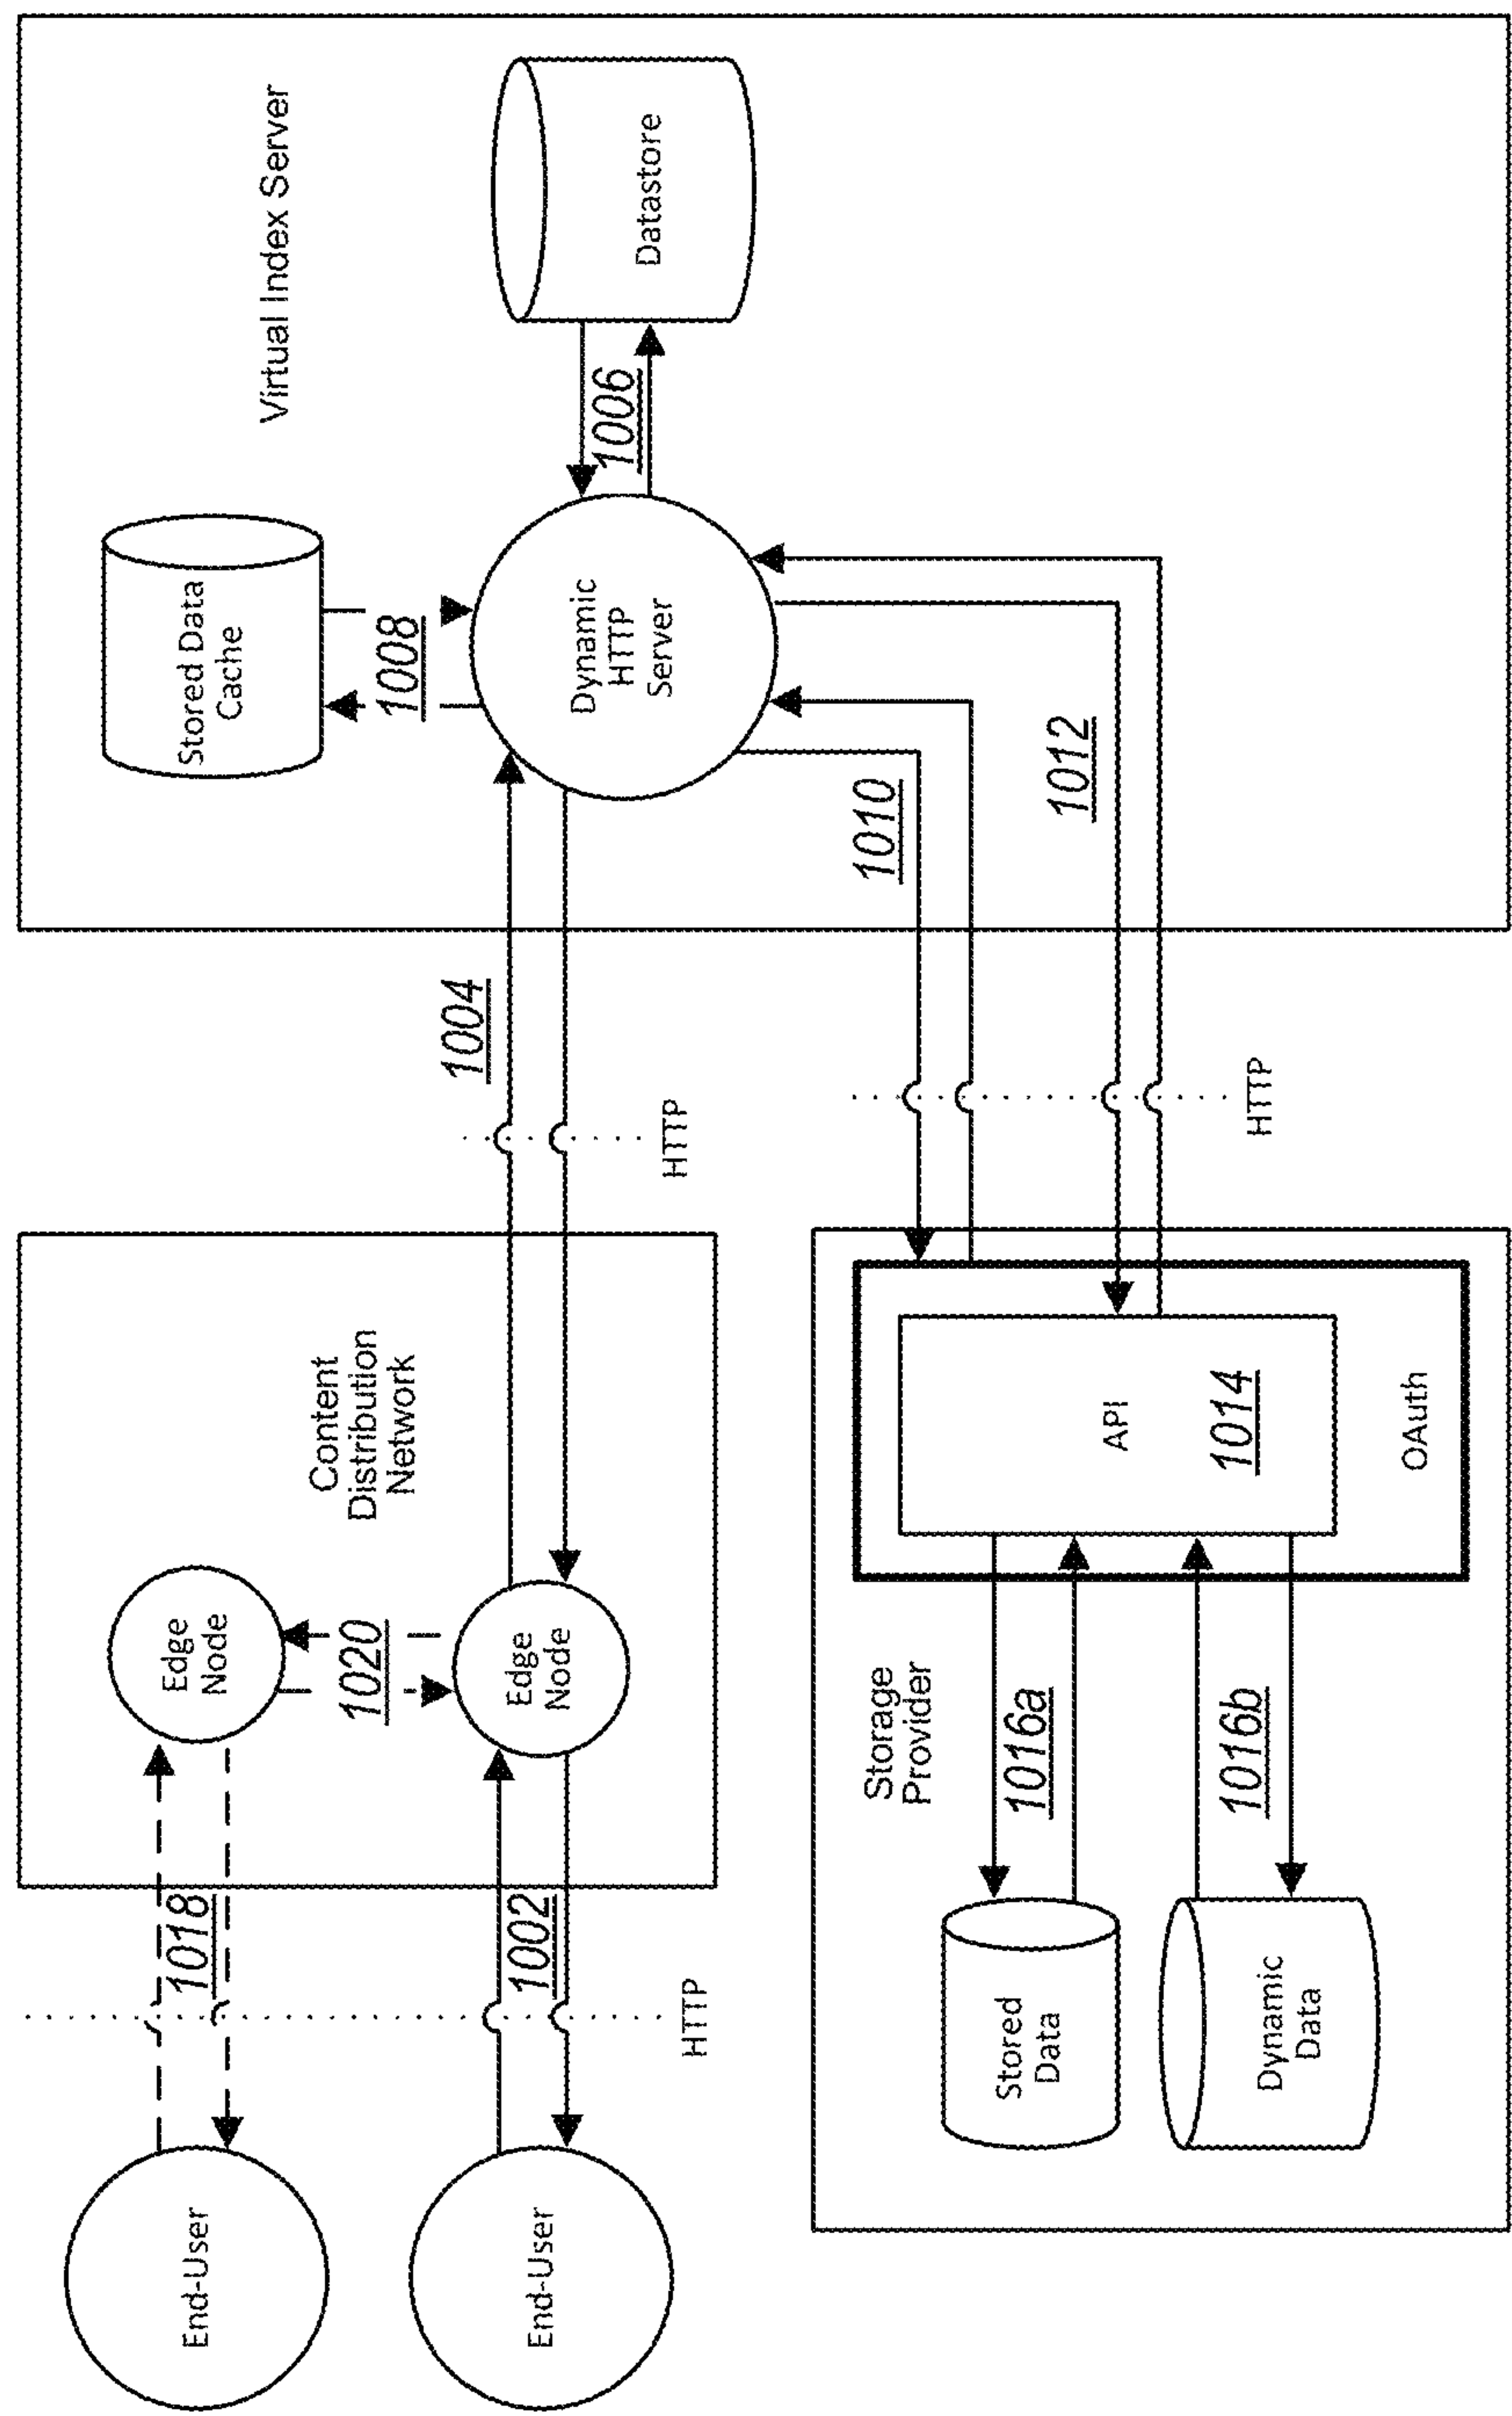 End-User
End-User
1018
1002
HTTP
Edge
Node
1020
Edge
Node
Content
Distribution
Network
1004
HTTP
Stored Data
Cache
1008
Dynamic
HTTP
Server
1006
Datastore
Virtual Index Server
1010
1012
HTTP
Storage
Provider
Stored
Data
Dynamic
Data
1016a
1016b
API
1014
OAuth